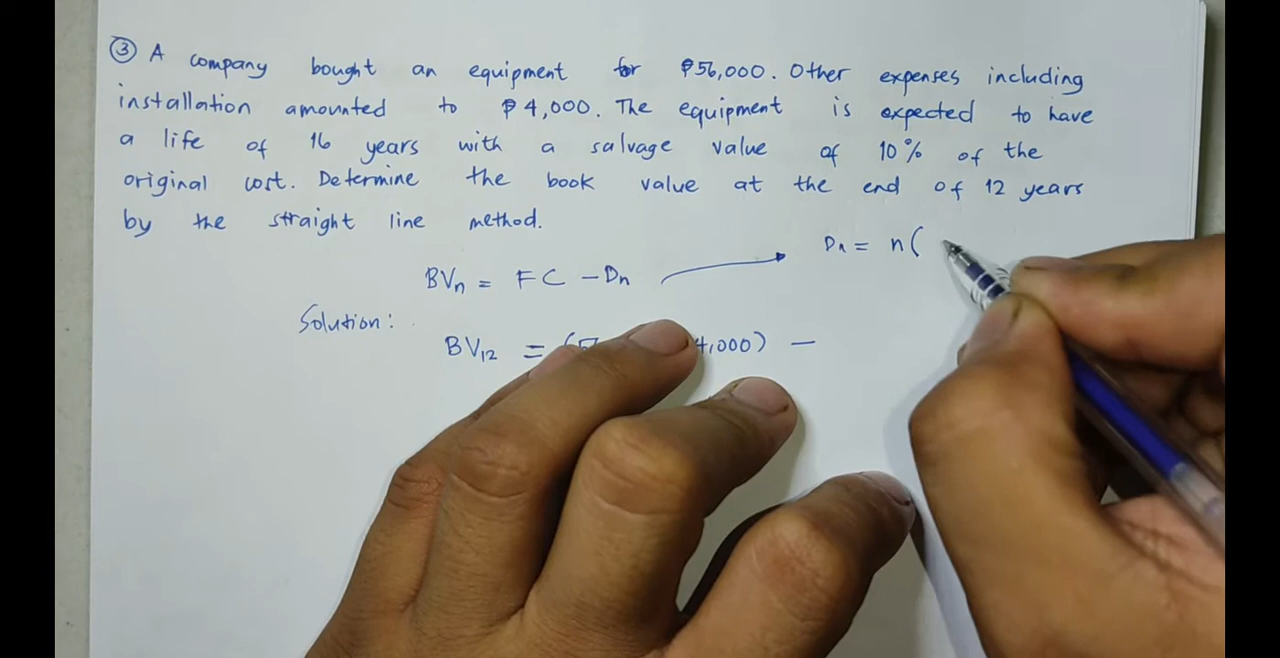 ③ A company bought an equipment for ₱56,000. Other expenses including
installation amounted to ₱4,000. The equipment is expected to have
a life of 16 years with a salvage value of 10% of the
original cost. Determine the book value at the end of 12 years
by the straight line method.
Dn = n(
BVn = FC - Dn
Solution:
BV12 = ( 4,000) -